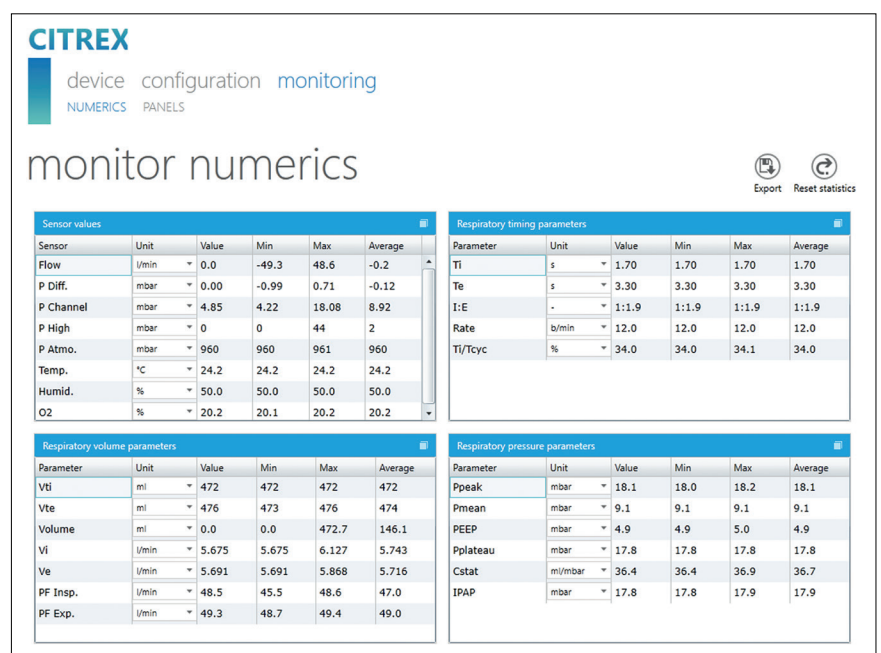 CITREX
device configuration monitoring
NUMERICS PANELS
monitor numerics
Export Reset statistics
Sensor values
Sensor Unit Value Min Max Average
Flow l/min 0.0 -49.3 48.6 -0.2
P Diff. mbar 0.00 -0.99 0.71 -0.12
P Channel mbar 4.85 4.22 18.08 8.92
P High mbar 0 0 44 2
P Atmo. mbar 960 960 961 960
Temp. °C 24.2 24.2 24.2 24.2
Humid. % 50.0 50.0 50.0 50.0
O2 % 20.2 20.1 20.2 20.2
Respiratory timing parameters
Parameter Unit Value Min Max Average
Ti s 1.70 1.70 1.70 1.70
Te s 3.30 3.30 3.30 3.30
I:E - 1:1.9 1:1.9 1:1.9 1:1.9
Rate b/min 12.0 12.0 12.0 12.0
Ti/Tcyc % 34.0 34.0 34.1 34.0
Respiratory volume parameters
Parameter Unit Value Min Max Average
Vti ml 472 472 472 472
Vte ml 476 473 476 474
Volume ml 0.0 0.0 472.7 146.1
Vi l/min 5.675 5.675 6.127 5.743
Ve l/min 5.691 5.691 5.868 5.716
PF Insp. l/min 48.5 45.5 48.6 47.0
PF Exp. l/min 49.3 48.7 49.4 49.0
Respiratory pressure parameters
Parameter Unit Value Min Max Average
Ppeak mbar 18.1 18.0 18.2 18.1
Pmean mbar 9.1 9.1 9.1 9.1
PEEP mbar 4.9 4.9 5.0 4.9
Pplateau mbar 17.8 17.8 17.8 17.8
Cstat ml/mbar 36.4 36.4 36.9 36.7
IPAP mbar 17.8 17.8 17.9 17.9